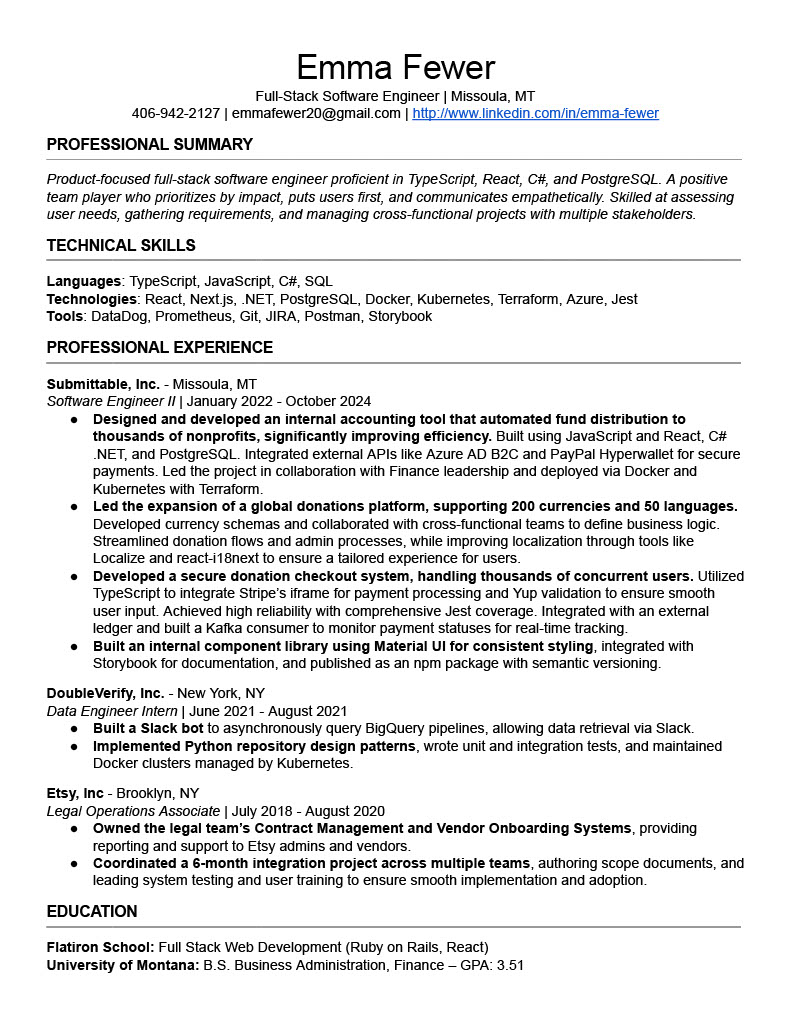 Emma Fewer
Full-Stack Software Engineer | Missoula, MT
406-942-2127 | emmafewer20@gmail.com | http://www.linkedin.com/in/emma-fewer
PROFESSIONAL SUMMARY
Product-focused full-stack software engineer proficient in TypeScript, React, C#, and PostgreSQL. A positive
team player who prioritizes by impact, puts users first, and communicates empathetically. Skilled at assessing
user needs, gathering requirements, and managing cross-functional projects with multiple stakeholders.
TECHNICAL SKILLS
Languages: TypeScript, JavaScript, C#, SQL
Technologies: React, Next.js, .NET, PostgreSQL, Docker, Kubernetes, Terraform, Azure, Jest
Tools: DataDog, Prometheus, Git, JIRA, Postman, Storybook
PROFESSIONAL EXPERIENCE
Submittable, Inc. - Missoula, MT
Software Engineer II | January 2022 - October 2024
● Designed and developed an internal accounting tool that automated fund distribution to
thousands of nonprofits, significantly improving efficiency. Built using JavaScript and React, C#
.NET, and PostgreSQL. Integrated external APIs like Azure AD B2C and PayPal Hyperwallet for secure
payments. Led the project in collaboration with Finance leadership and deployed via Docker and
Kubernetes with Terraform.
● Led the expansion of a global donations platform, supporting 200 currencies and 50 languages.
Developed currency schemas and collaborated with cross-functional teams to define business logic.
Streamlined donation flows and admin processes, while improving localization through tools like
Localize and react-i18next to ensure a tailored experience for users.
● Developed a secure donation checkout system, handling thousands of concurrent users. Utilized
TypeScript to integrate Stripe's iframe for payment processing and Yup validation to ensure smooth
user input. Achieved high reliability with comprehensive Jest coverage. Integrated with an external
ledger and built a Kafka consumer to monitor payment statuses for real-time tracking.
● Built an internal component library using Material UI for consistent styling, integrated with
Storybook for documentation, and published as an npm package with semantic versioning.
DoubleVerify, Inc. - New York, NY
Data Engineer Intern | June 2021 - August 2021
● Built a Slack bot to asynchronously query BigQuery pipelines, allowing data retrieval via Slack.
● Implemented Python repository design patterns, wrote unit and integration tests, and maintained
Docker clusters managed by Kubernetes.
Etsy, Inc - Brooklyn, NY
Legal Operations Associate | July 2018 - August 2020
● Owned the legal team's Contract Management and Vendor Onboarding Systems, providing
reporting and support to Etsy admins and vendors.
● Coordinated a 6-month integration project across multiple teams, authoring scope documents, and
leading system testing and user training to ensure smooth implementation and adoption.
EDUCATION
Flatiron School: Full Stack Web Development (Ruby on Rails, React)
University of Montana: B.S. Business Administration, Finance – GPA: 3.51